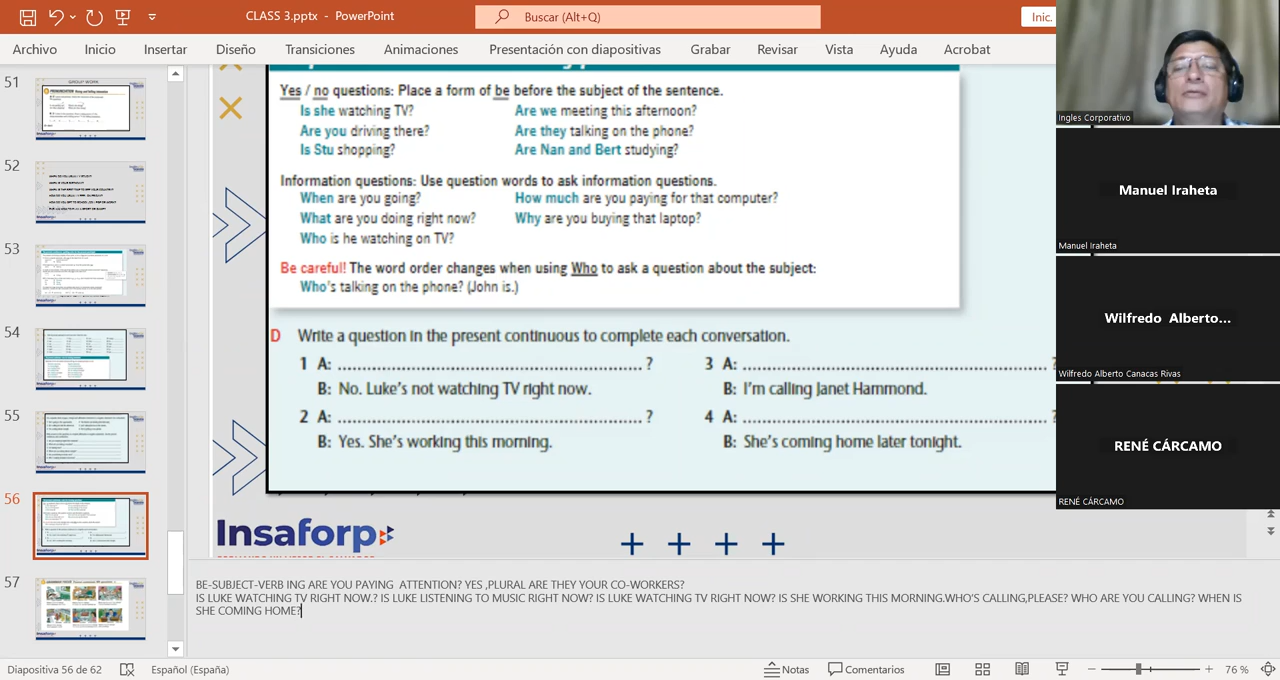 CLASS 3.pptx - PowerPoint
Buscar (Alt+Q)
Inic.
Archivo Inicio Insertar Diseño Transiciones Animaciones Presentación con diapositivas Grabar Revisar Vista Ayuda Acrobat
51
52
53
54
55
56
57
Yes / no questions: Place a form of be before the subject of the sentence.
Is she watching TV? Are we meeting this afternoon?
Are you driving there? Are they talking on the phone?
Is Stu shopping? Are Nan and Bert studying?
Information questions: Use question words to ask information questions.
When are you going? How much are you paying for that computer?
What are you doing right now? Why are you buying that laptop?
Who is he watching on TV?
Be careful! The word order changes when using Who to ask a question about the subject:
Who's talking on the phone? (John is.)
D Write a question in the present continuous to complete each conversation.
1 A: ............................................................ ? 3 A: ............................................................ ?
B: No. Luke's not watching TV right now. B: I'm calling Janet Hammond.
2 A: ............................................................ ? 4 A: ............................................................ ?
B: Yes. She's working this morning. B: She's coming home later tonight.
Insaforp
BE-SUBJECT-VERB ING ARE YOU PAYING ATTENTION? YES ,PLURAL ARE THEY YOUR CO-WORKERS?
IS LUKE WATCHING TV RIGHT NOW.? IS LUKE LISTENING TO MUSIC RIGHT NOW? IS LUKE WATCHING TV RIGHT NOW? IS SHE WORKING THIS MORNING.WHO'S CALLING,PLEASE? WHO ARE YOU CALLING? WHEN IS
SHE COMING HOME?
Diapositiva 56 de 62 Español (España) Notas Comentarios 76 %
Ingles Corporativo
Manuel Iraheta
Manuel Iraheta
Wilfredo Alberto...
Wilfredo Alberto Canacas Rivas
RENÉ CÁRCAMO
RENÉ CÁRCAMO